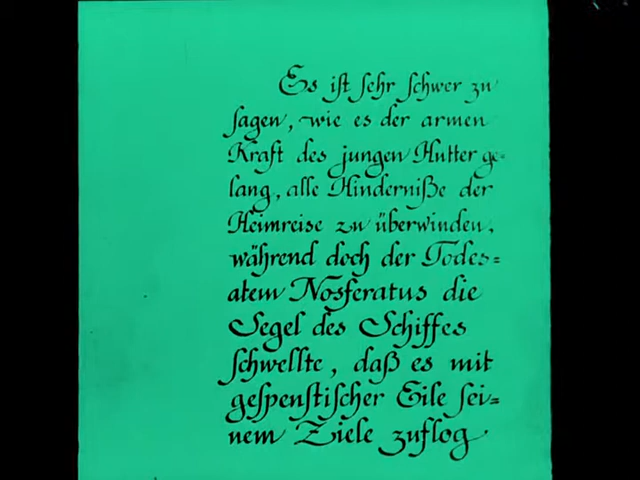 Es ist sehr schwer zu
sagen, wie es der armen
Kraft des jungen Hutter ge=
lang, alle Hinderniße der
Heimreise zu überwinden,
während doch der Todes=
atem Nosferatus die
Segel des Schiffes
schwellte, daß es mit
gespenstischer Eile sei=
nem Ziele zuflog.